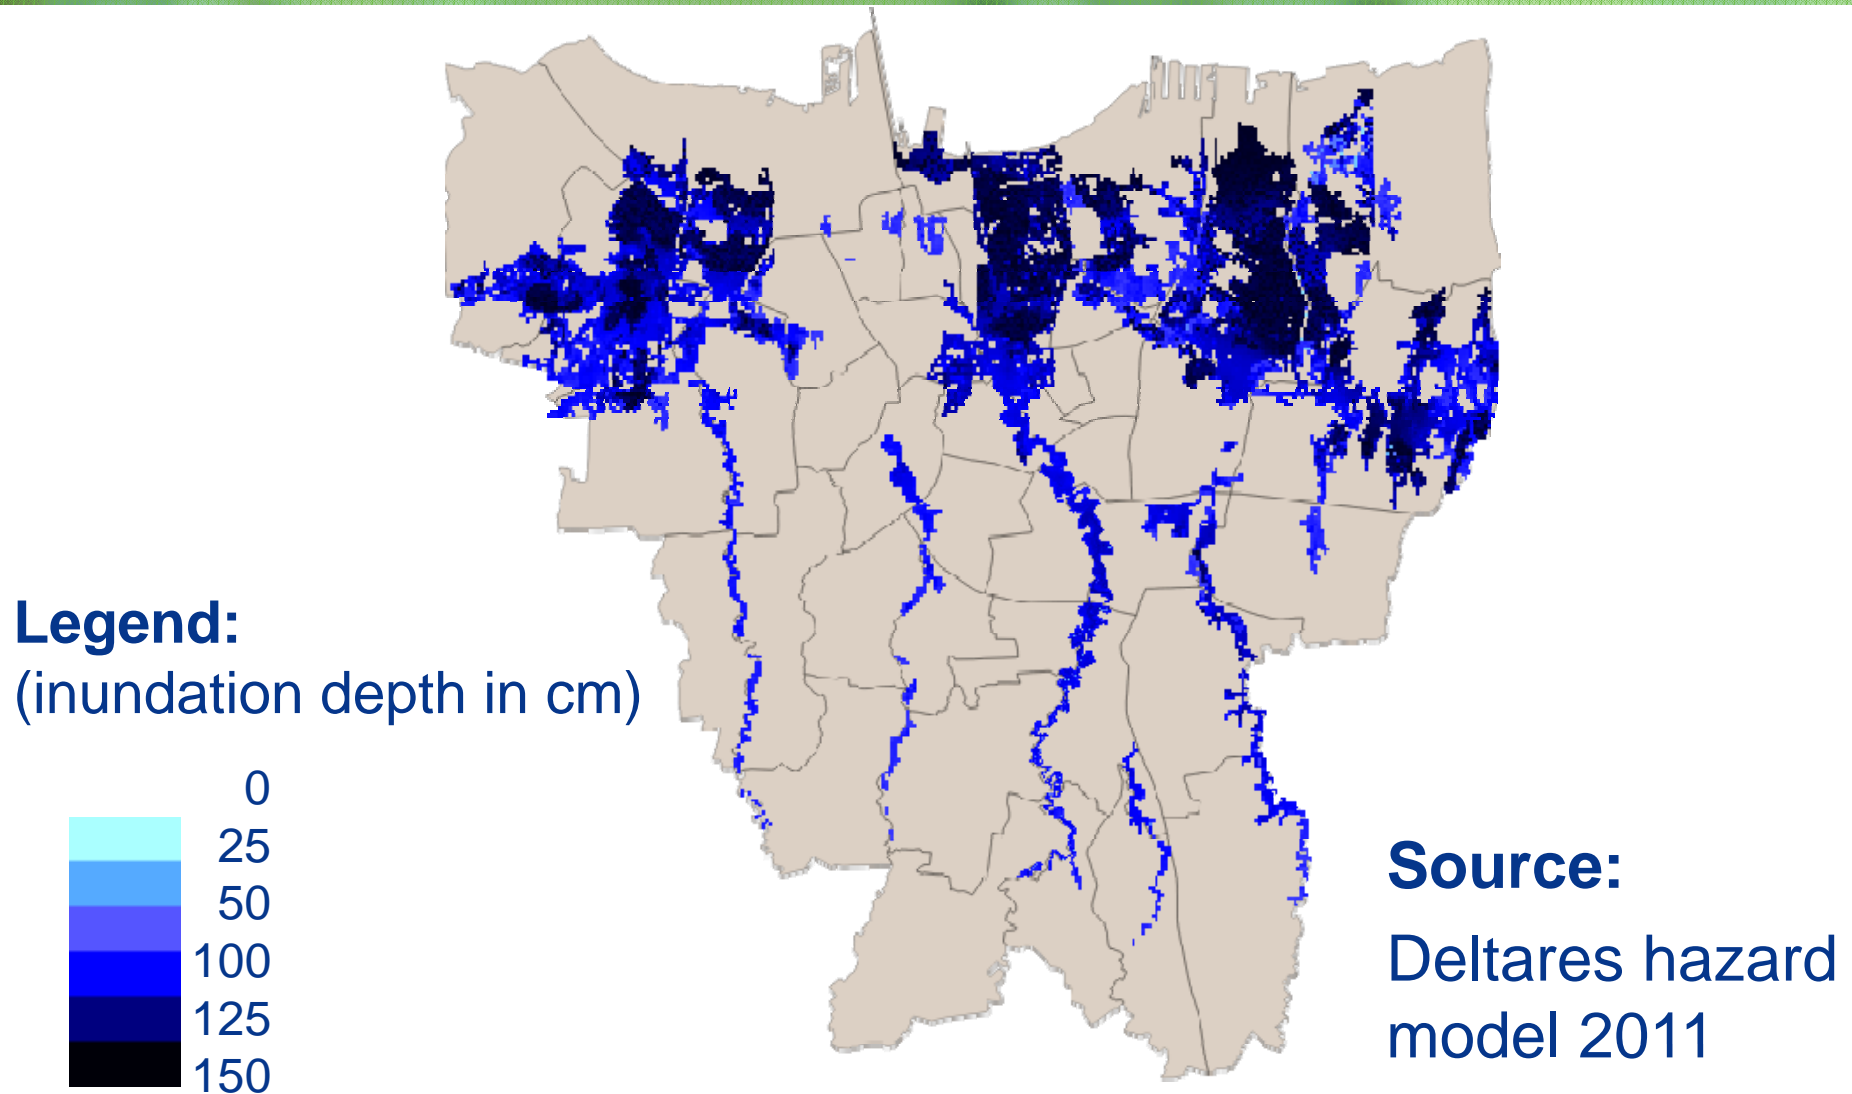 Legend:
(inundation depth in cm)
0
25
50
100
125
150
Source:
Deltares hazard
model 2011